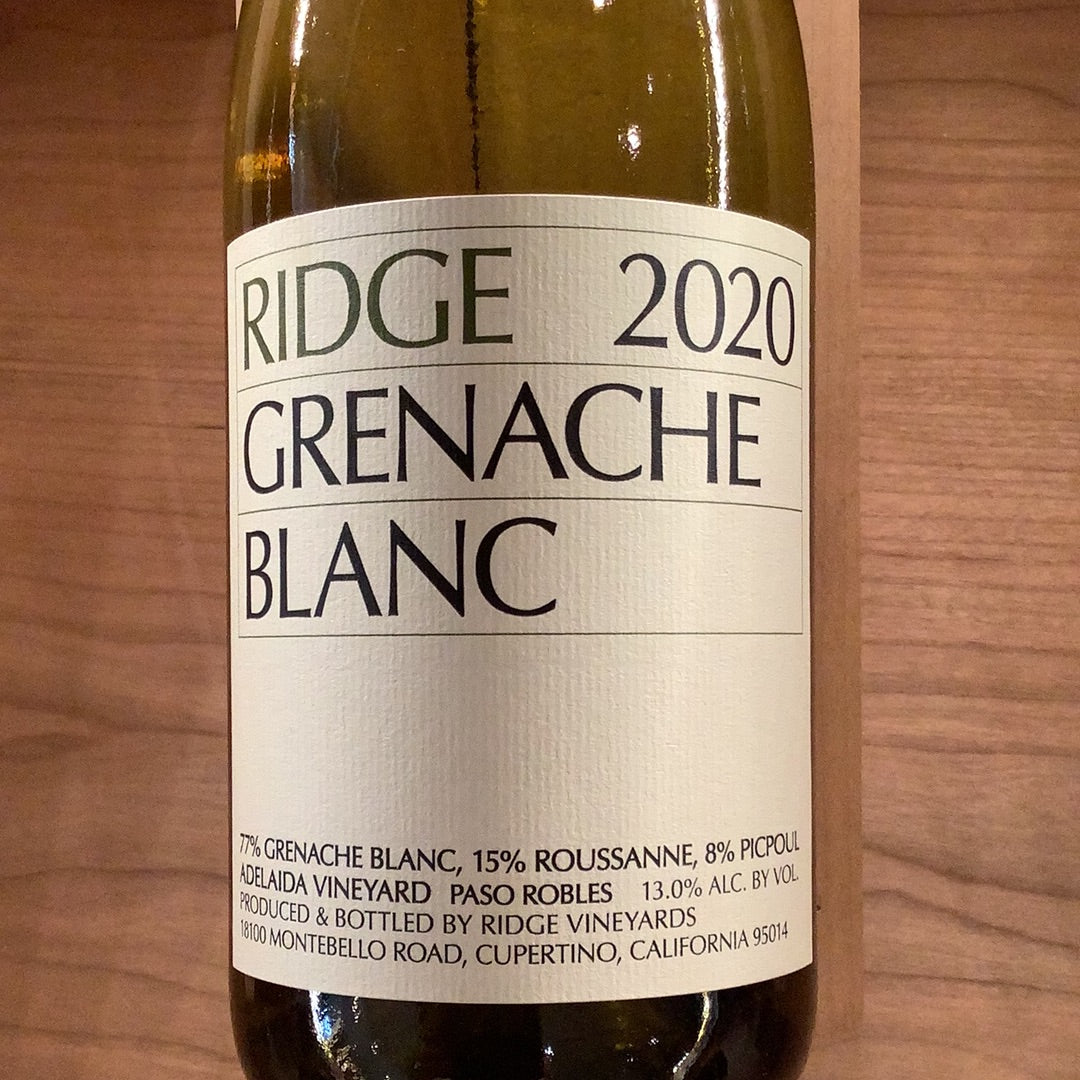 RIDGE 2020
GRENACHE
BLANC
77% GRENACHE BLANC, 15% ROUSSANNE, 8% PICPOUL
ADELAIDA VINEYARD PASO ROBLES 13.0% ALC. BY VOL.
PRODUCED & BOTTLED BY RIDGE VINEYARDS
18100 MONTEBELLO ROAD, CUPERTINO, CALIFORNIA 95014